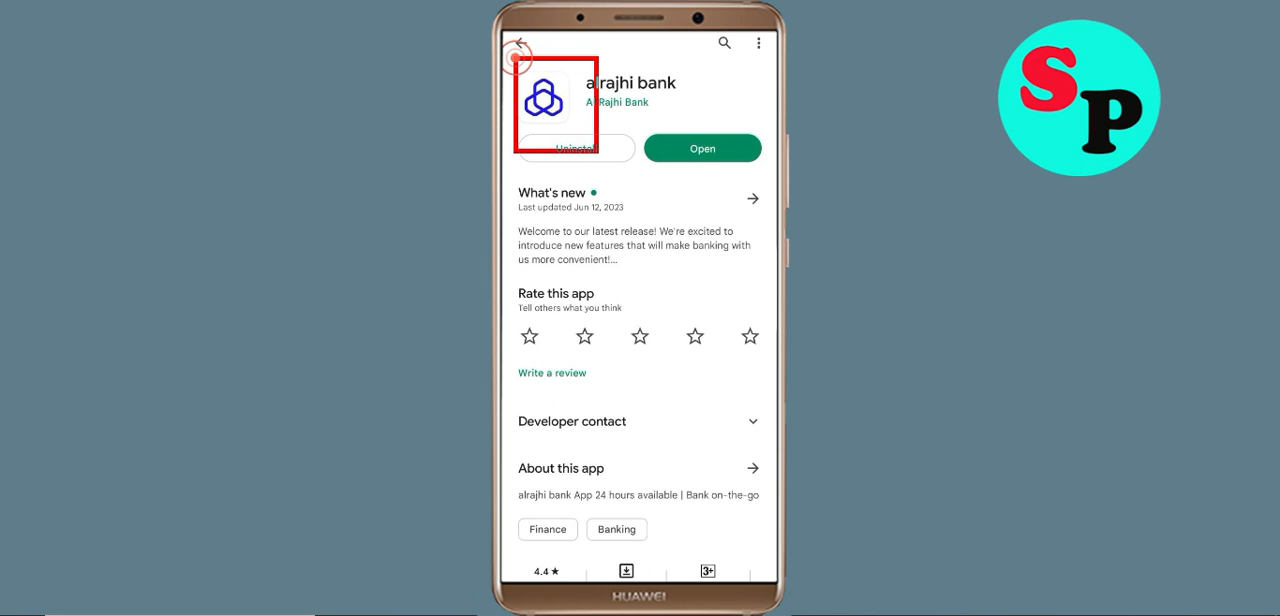 SP
alrajhi bank
Al Rajhi Bank
Uninstall
Open
What's new
Last updated Jun 12, 2023
Welcome to our latest release! We're excited to
introduce new features that will make banking with
us more convenient!...
Rate this app
Tell others what you think
Write a review
Developer contact
About this app
alrajhi bank App 24 hours available | Bank on-the-go
Finance
Banking
4.4 ★
3+
HUAWEI